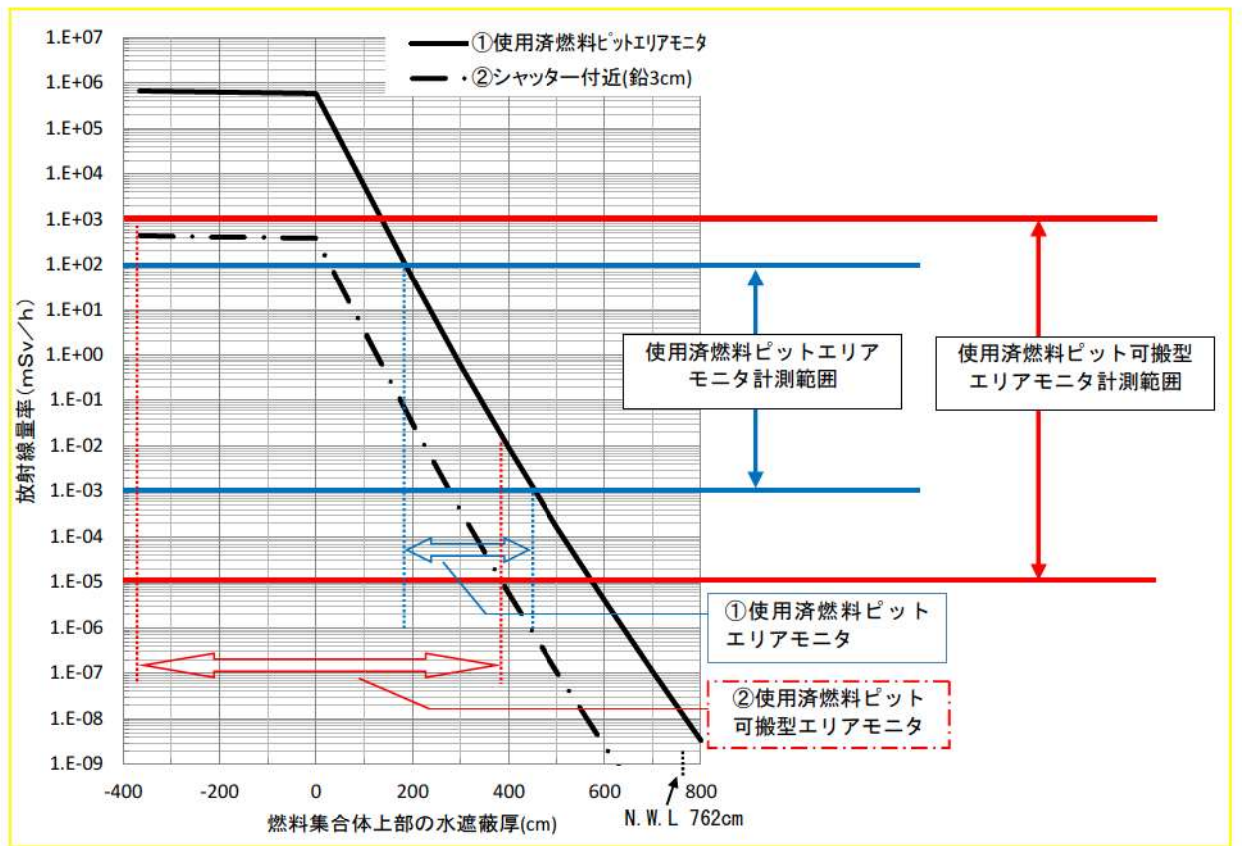 ①使用済燃料ピットエリアモニタ
②シャッター付近(鉛3cm)
1.E+07
1.E+06
1.E+05
1.E+04
1.E+03
1.E+02
1.E+01
1.E+00
1.E-01
1.E-02
1.E-03
1.E-04
1.E-05
1.E-06
1.E-07
1.E-08
1.E-09
放射線量率(mSv/h)
使用済燃料ピットエリア
モニタ計測範囲
使用済燃料ピット可搬型
エリアモニタ計測範囲
①使用済燃料ピット
エリアモニタ
②使用済燃料ピット
可搬型エリアモニタ
-400
-200
0
200
400
600
800
燃料集合体上部の水遮蔽厚(cm)
N.W.L 762cm